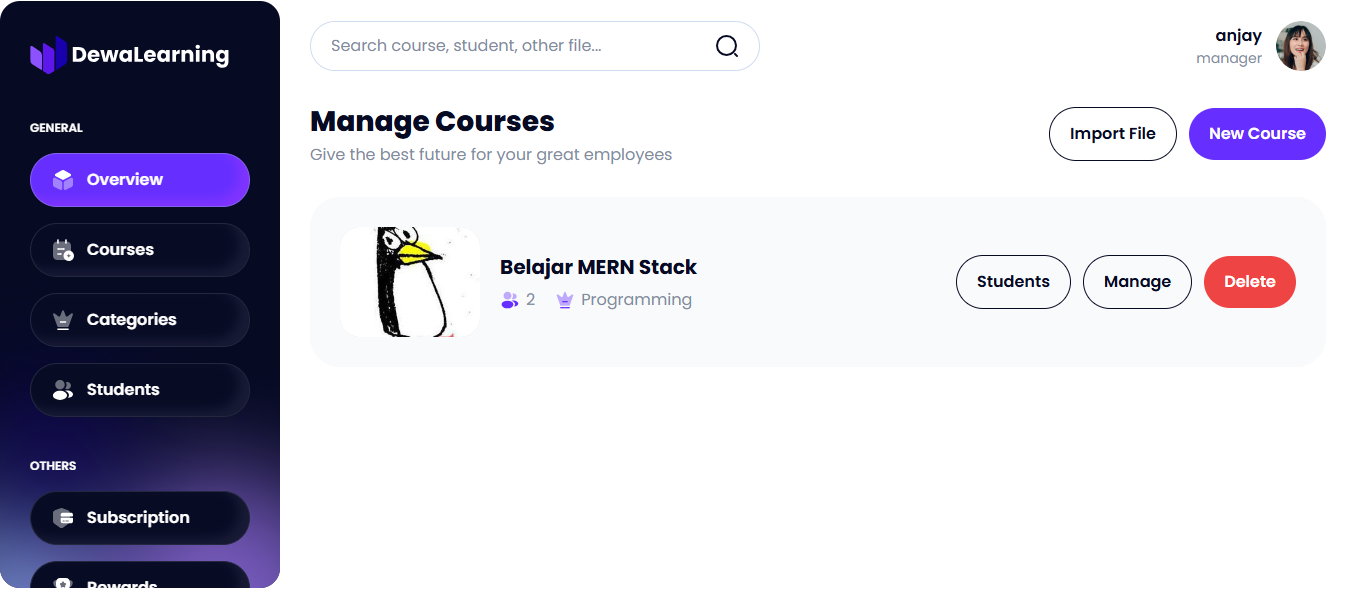 DewaLearning
GENERAL
Overview
Courses
Categories
Students
OTHERS
Subscription
Rewards
Search course, student, other file...
anjay
manager
Manage Courses
Give the best future for your great employees
Import File
New Course
Belajar MERN Stack
2 Programming
Students
Manage
Delete